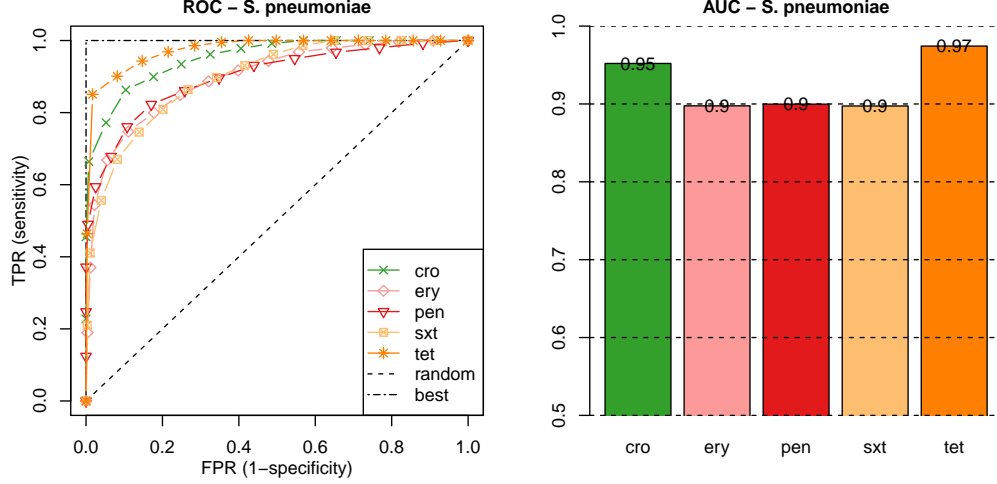 ROC − S. pneumoniae
TPR (sensitivity)
1.0
0.8
0.6
0.4
0.2
0.0
0.0 0.2 0.4 0.6 0.8 1.0
FPR (1−specificity)
cro
ery
pen
sxt
tet
random
best
AUC − S. pneumoniae
1.0
0.9
0.8
0.7
0.6
0.5
0.95 0.9 0.9 0.9 0.97
cro ery pen sxt tet